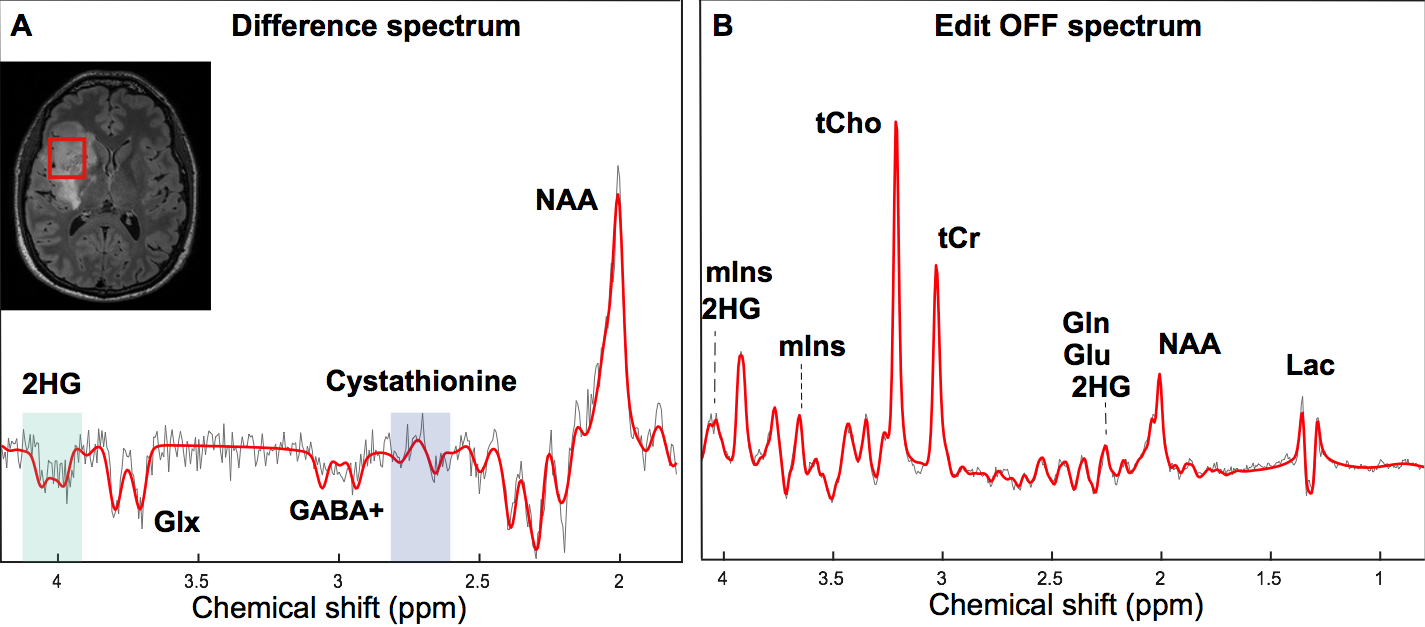 A
Difference spectrum
NAA
2HG
Cystathionine
Glx
GABA+
4
3.5
3
2.5
2
Chemical shift (ppm)
B
Edit OFF spectrum
tCho
tCr
mIns
2HG
mIns
Gln
Glu
2HG
NAA
Lac
4
3.5
3
2.5
2
1.5
1
Chemical shift (ppm)